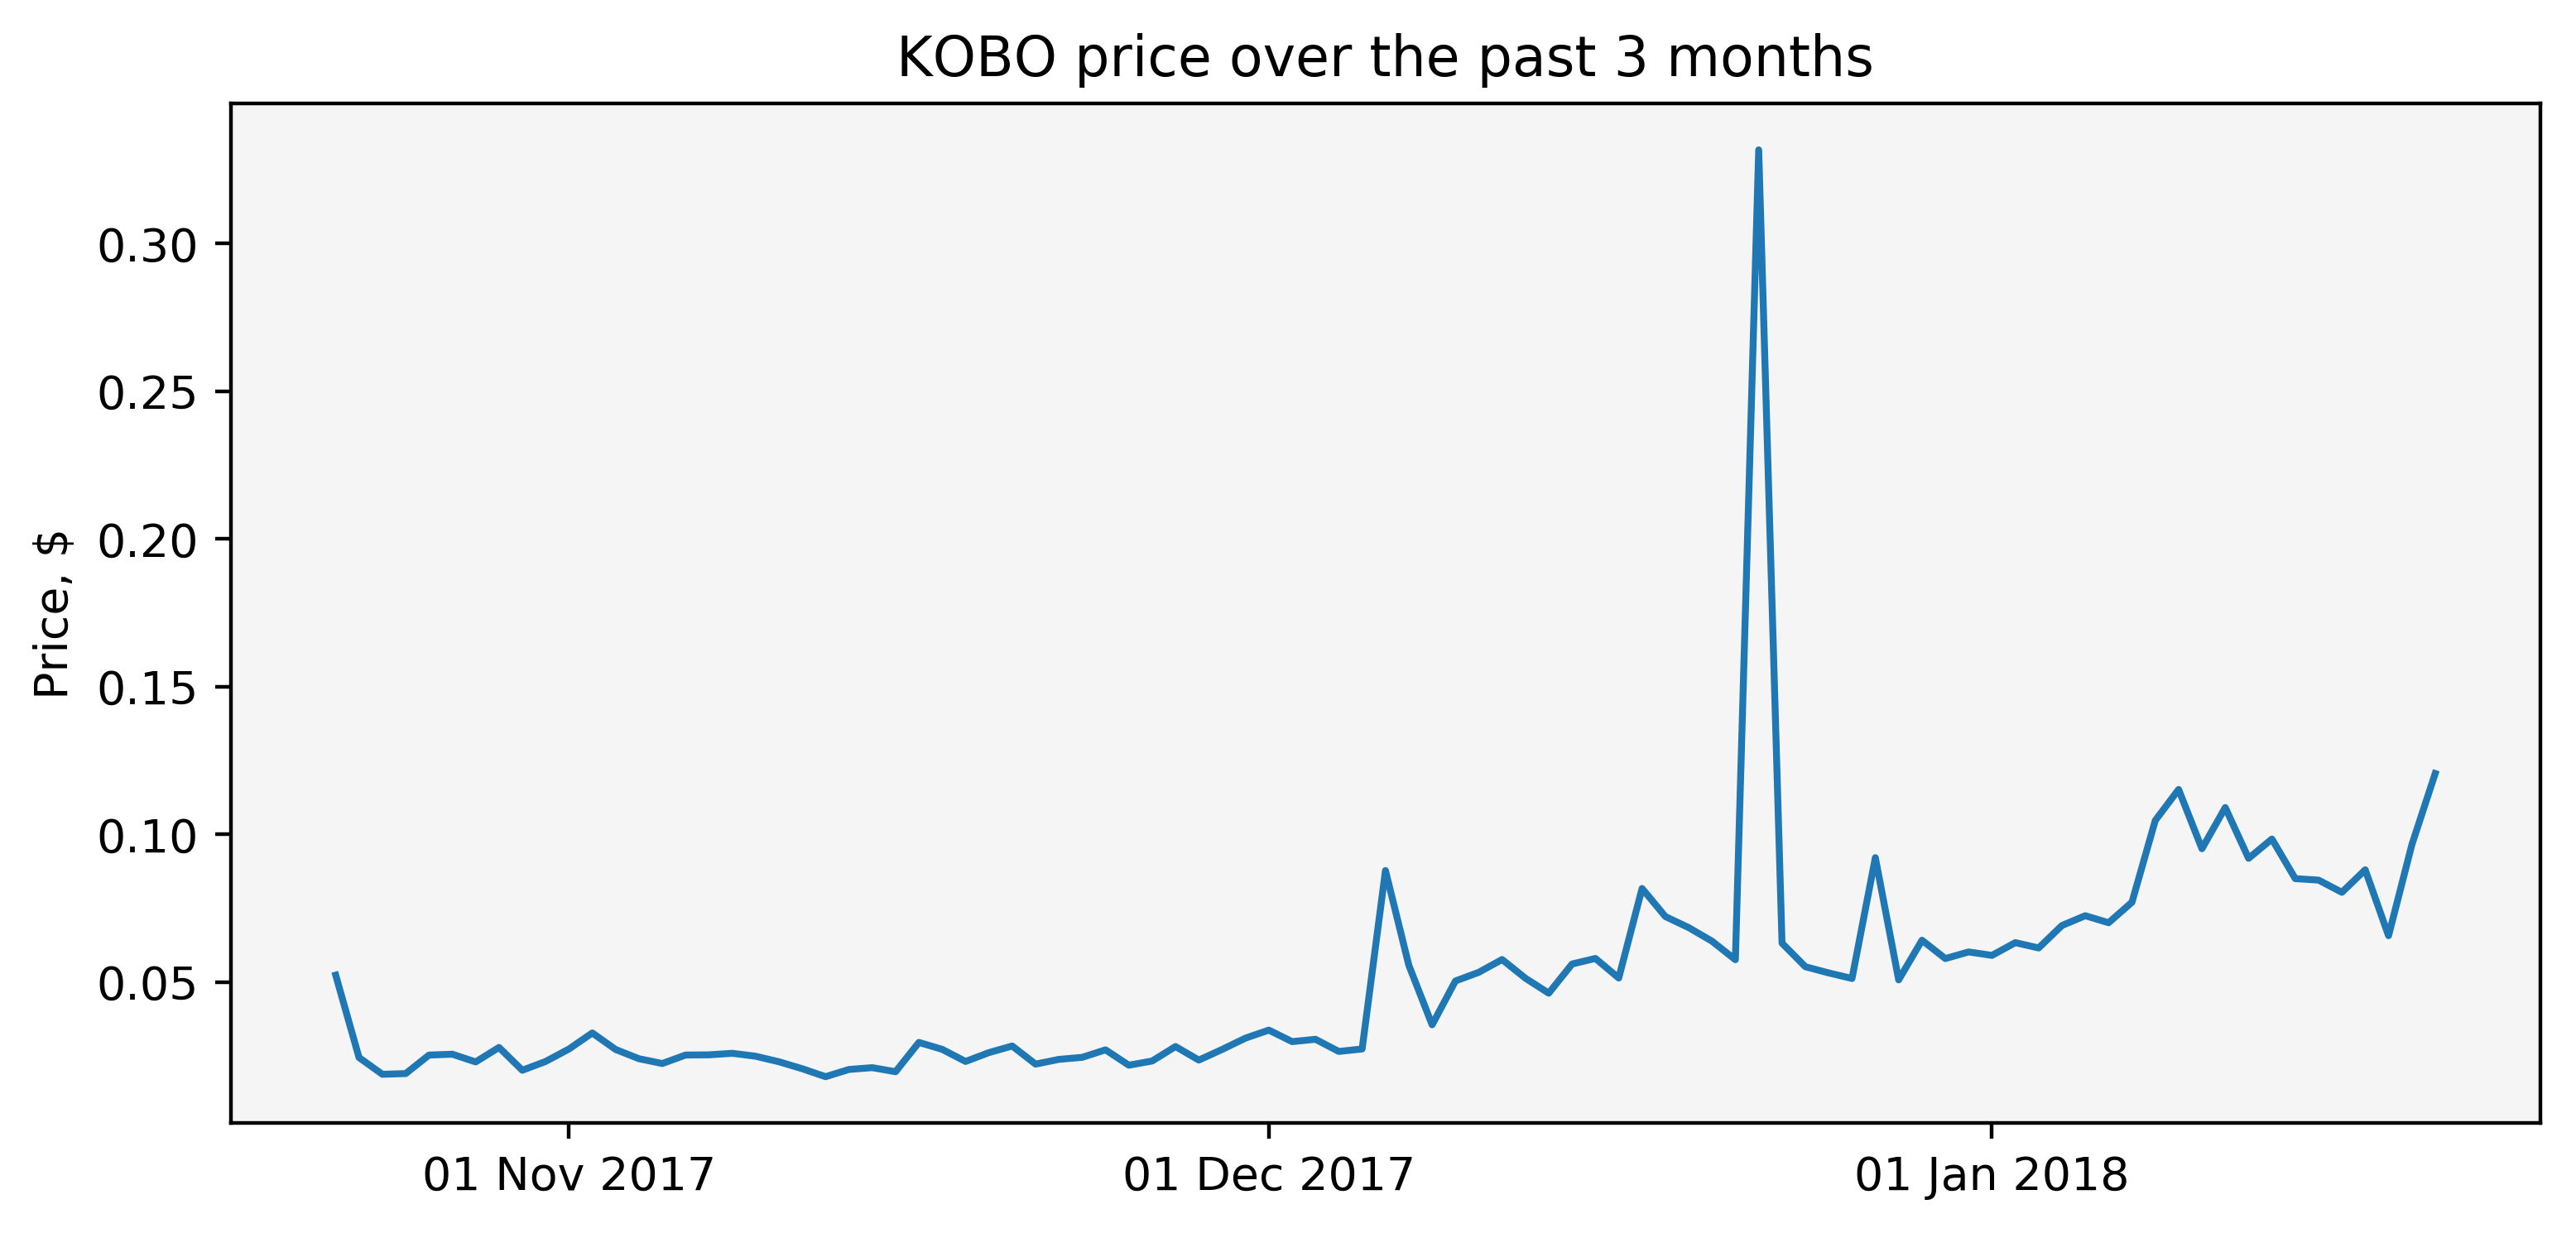 KOBO price over the past 3 months
Price, $
0.30
0.25
0.20
0.15
0.10
0.05
01 Nov 2017
01 Dec 2017
01 Jan 2018